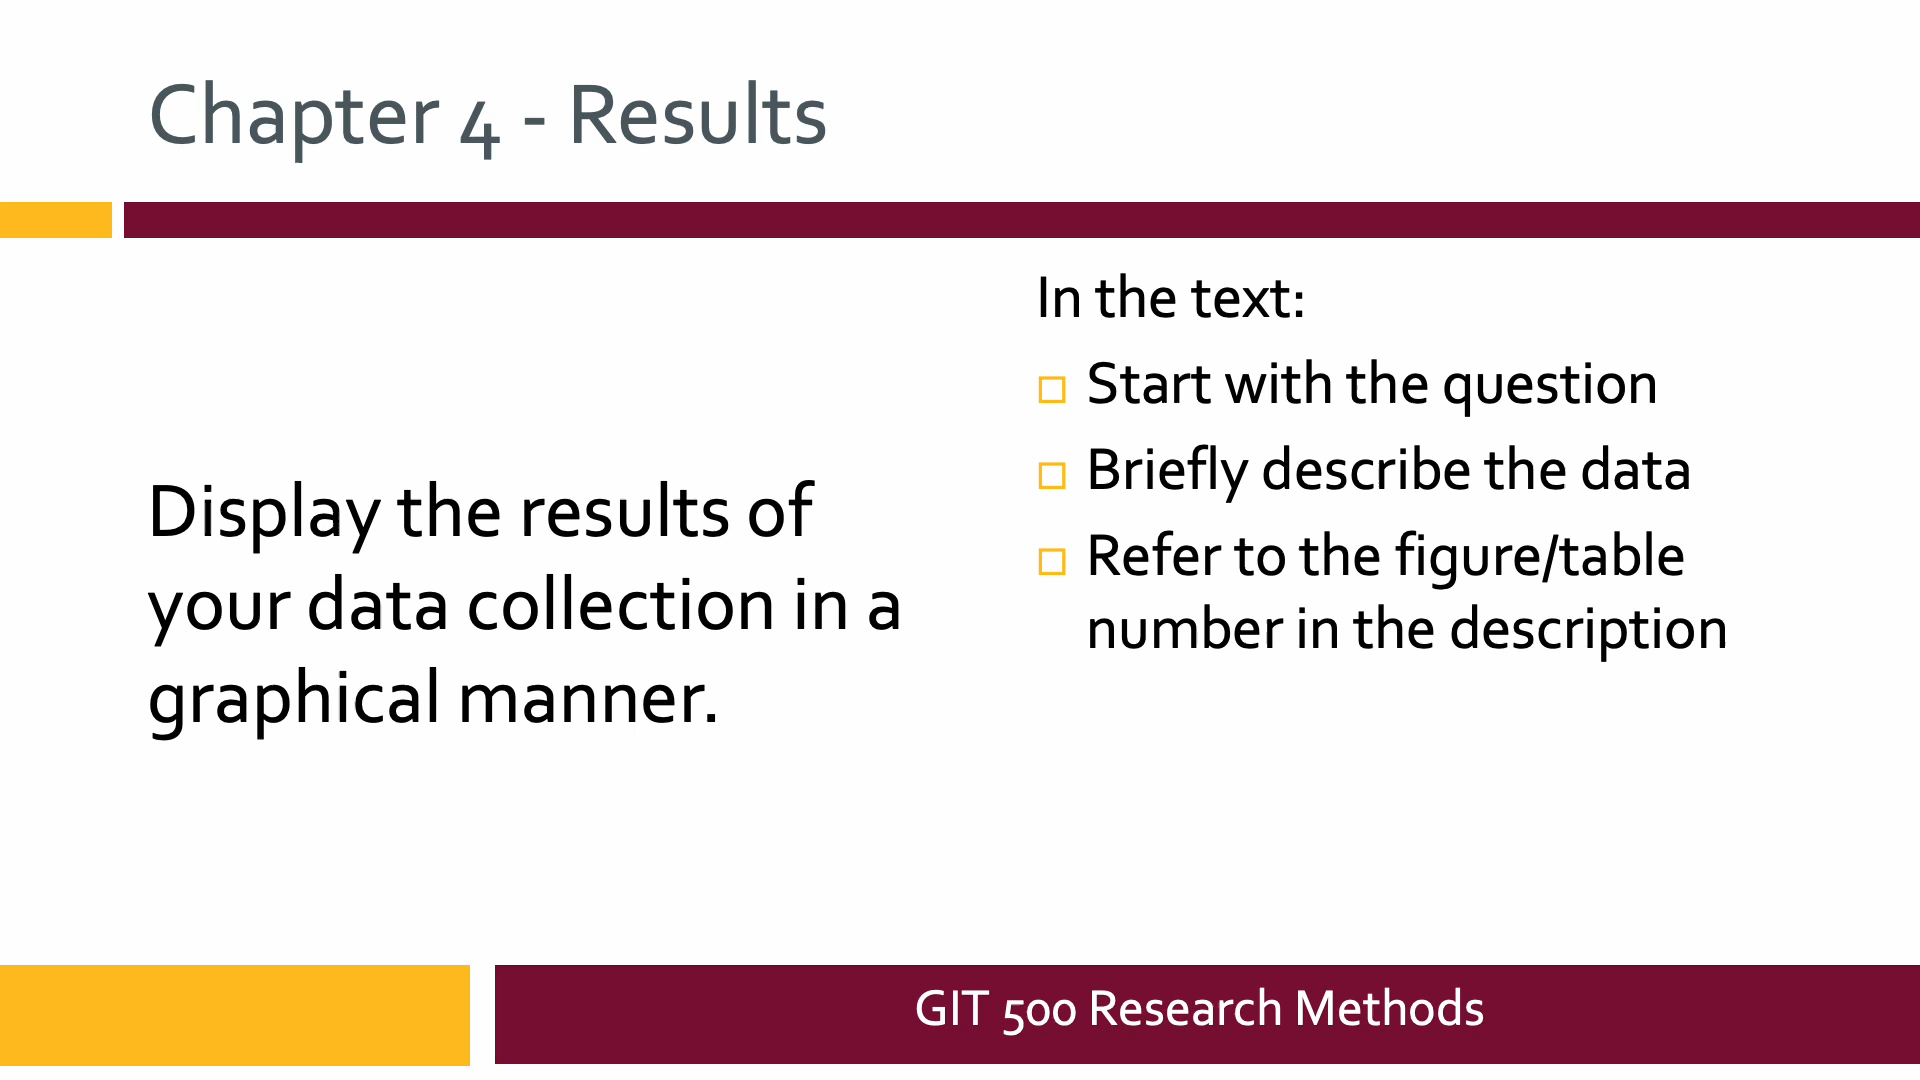 Chapter 4 - Results
Display the results of
your data collection in a
graphical manner.
In the text:
Start with the question
Briefly describe the data
Refer to the figure/table
number in the description
GIT 500 Research Methods